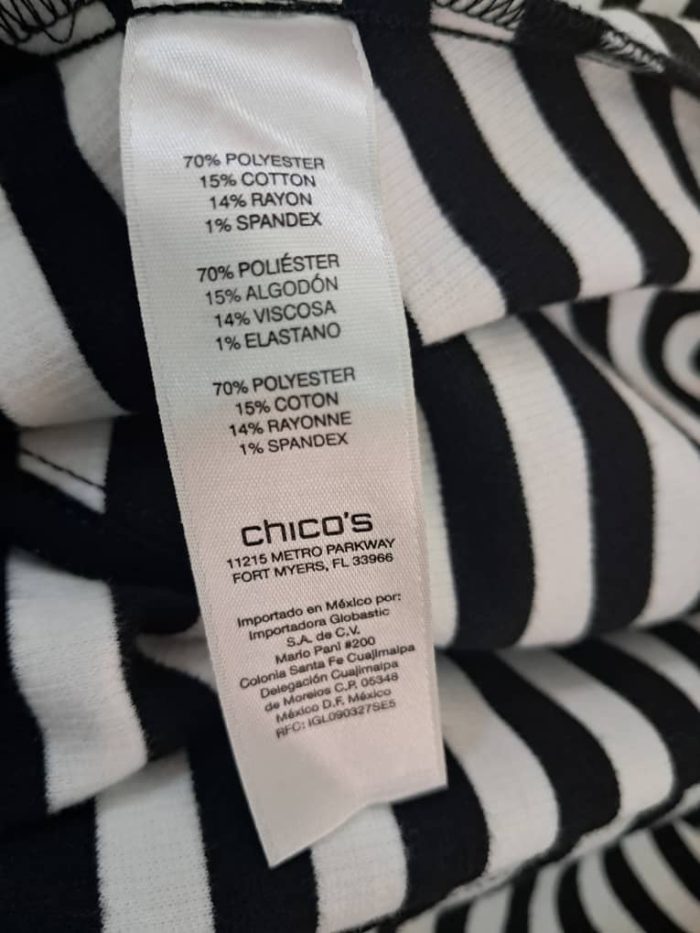 70% POLYESTER
15% COTTON
14% RAYON
1% SPANDEX
70% POLIÉSTER
15% ALGODÓN
14% VISCOSA
1% ELASTANO
70% POLYESTER
15% COTON
14% RAYONNE
1% SPANDEX
chico's
11215 METRO PARKWAY
FORT MYERS, FL 33966
Importado en México por:
Importadora Globastic
S.A. de C.V.
Mario Pani #200
Colonia Santa Fe Cuajimalpa
Delegación Cuajimalpa
de Morelos C.P. 05348
México D.F. México
RFC: IGL090327SE5